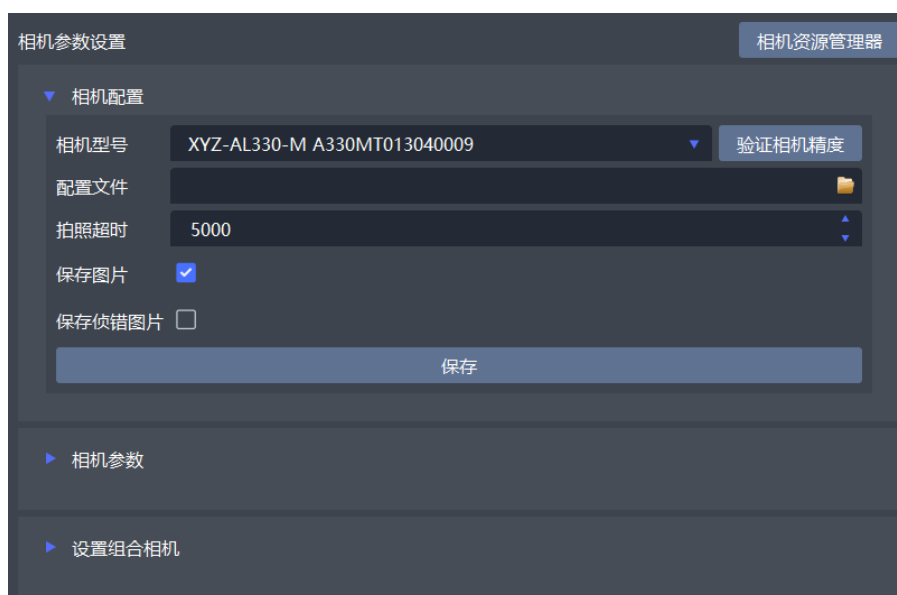 相机参数设置
相机资源管理器
相机配置
相机型号 XYZ-AL330-M A330MT013040009 验证相机精度
配置文件
拍照超时 5000
保存图片
保存侦错图片
保存
相机参数
设置组合相机